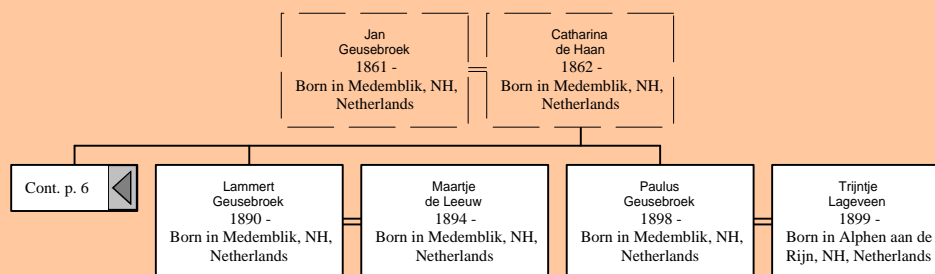 Jan
Geusebroek
1861 -
Born in Medemblik, NH,
Netherlands
Catharina
de Haan
1862 -
Born in Medemblik, NH,
Netherlands
Cont. p. 6
Lammert
Geusebroek
1890 -
Born in Medemblik, NH,
Netherlands
Maartje
de Leeuw
1894 -
Born in Medemblik, NH,
Netherlands
Paulus
Geusebroek
1898 -
Born in Medemblik, NH,
Netherlands
Trijntje
Lageveen
1899 -
Born in Alphen aan de
Rijn, NH, Netherlands